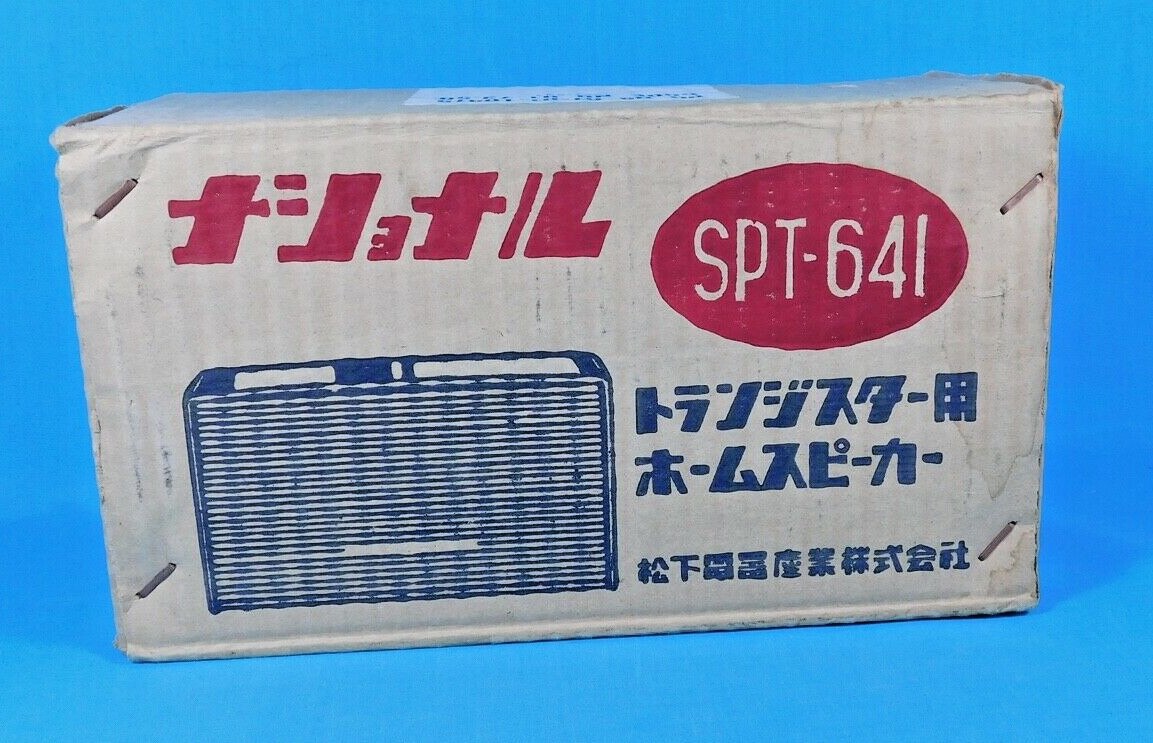 ナショナル
SPT-641
トランジスター用
ホームスピーカー
松下電器産業株式会社